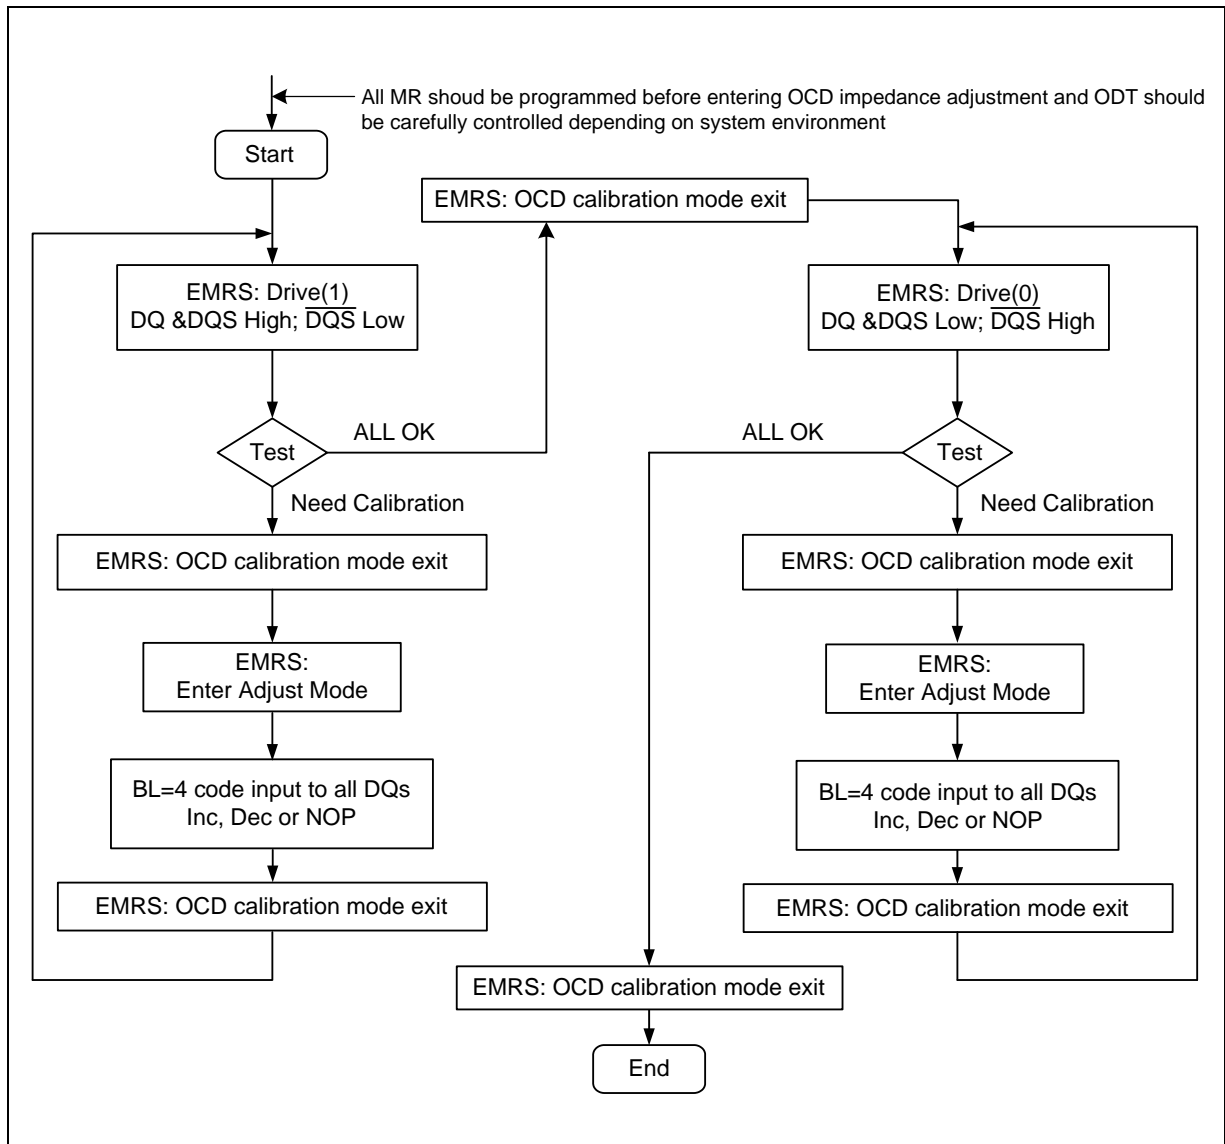 All MR shoud be programmed before entering OCD impedance adjustment and ODT should
be carefully controlled depending on system environment
Start
EMRS: OCD calibration mode exit
EMRS: Drive(1)
DQ &DQS High; D̅Q̅S̅ Low
Test
ALL OK
Need Calibration
EMRS: OCD calibration mode exit
EMRS:
Enter Adjust Mode
BL=4 code input to all DQs
Inc, Dec or NOP
EMRS: OCD calibration mode exit
EMRS: Drive(0)
DQ &DQS Low; D̅Q̅S̅ High
Test
ALL OK
Need Calibration
EMRS: OCD calibration mode exit
EMRS:
Enter Adjust Mode
BL=4 code input to all DQs
Inc, Dec or NOP
EMRS: OCD calibration mode exit
EMRS: OCD calibration mode exit
End